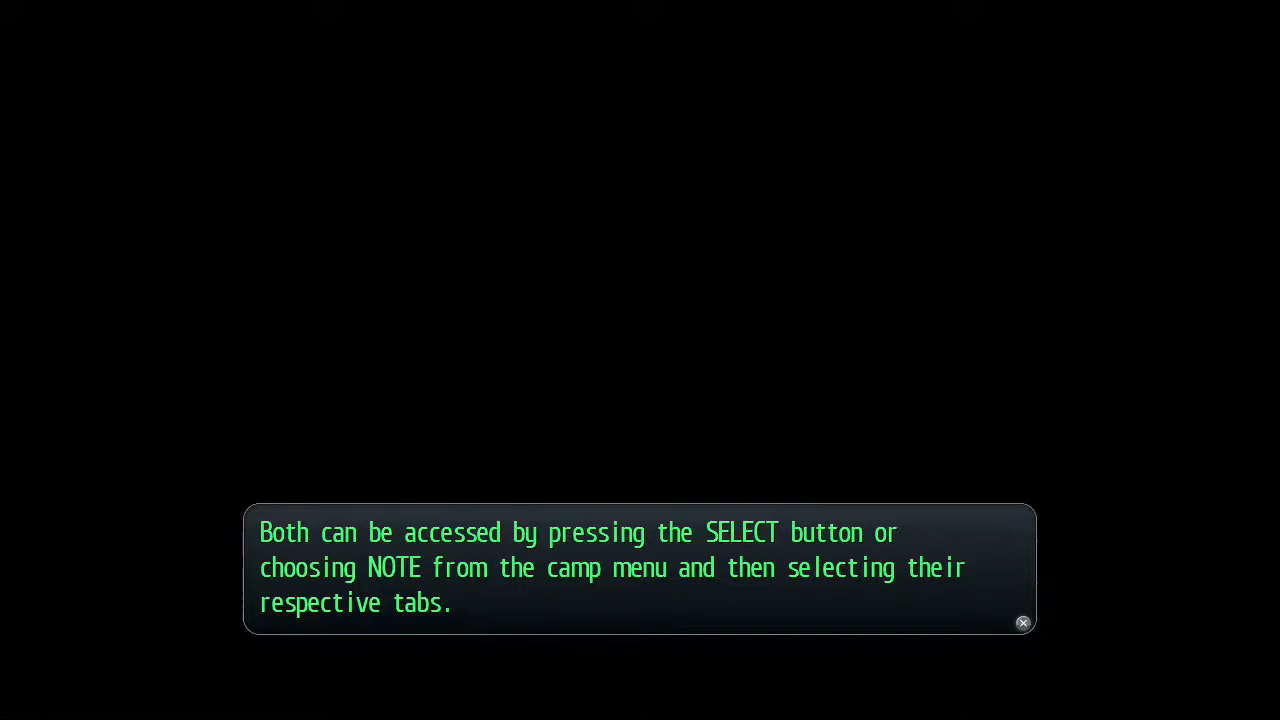 Both can be accessed by pressing the SELECT button or
choosing NOTE from the camp menu and then selecting their
respective tabs.